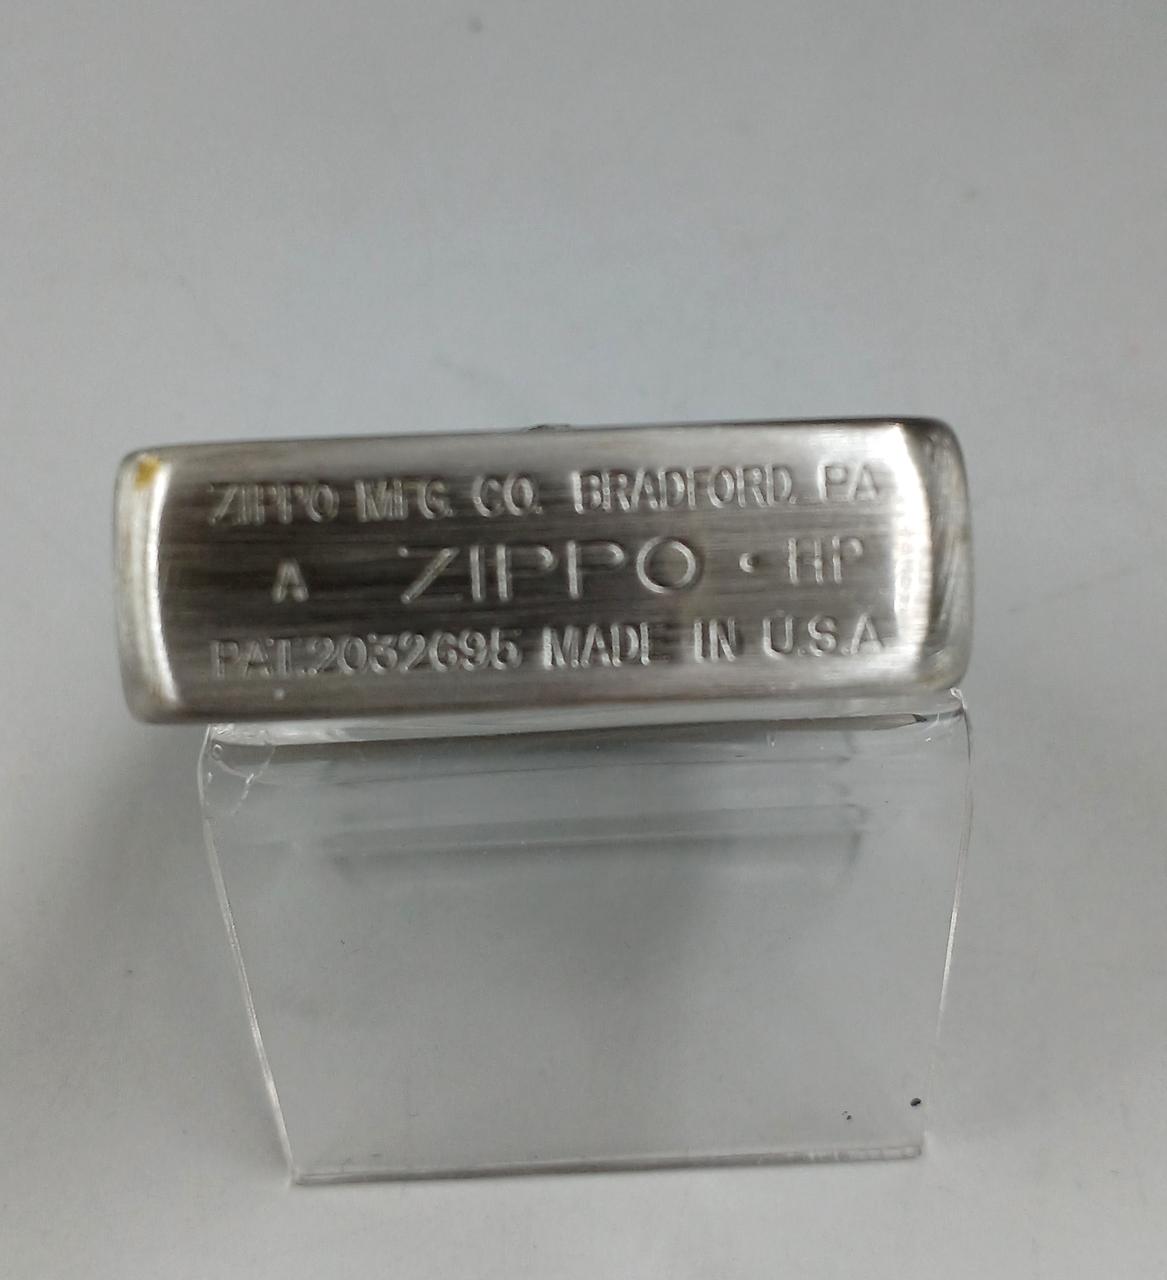 ZIPPO MFG. CO. BRADFORD. PA
A ZIPPO • HP
PAT.2032695 MADE IN U.S.A.